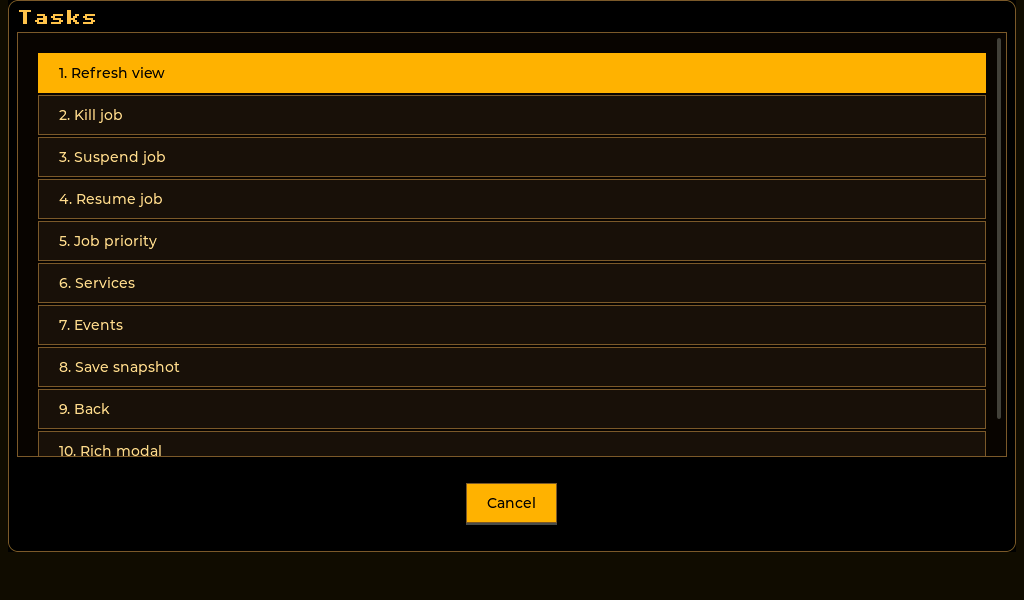 Tasks
1. Refresh view
2. Kill job
3. Suspend job
4. Resume job
5. Job priority
6. Services
7. Events
8. Save snapshot
9. Back
10. Rich modal
Cancel